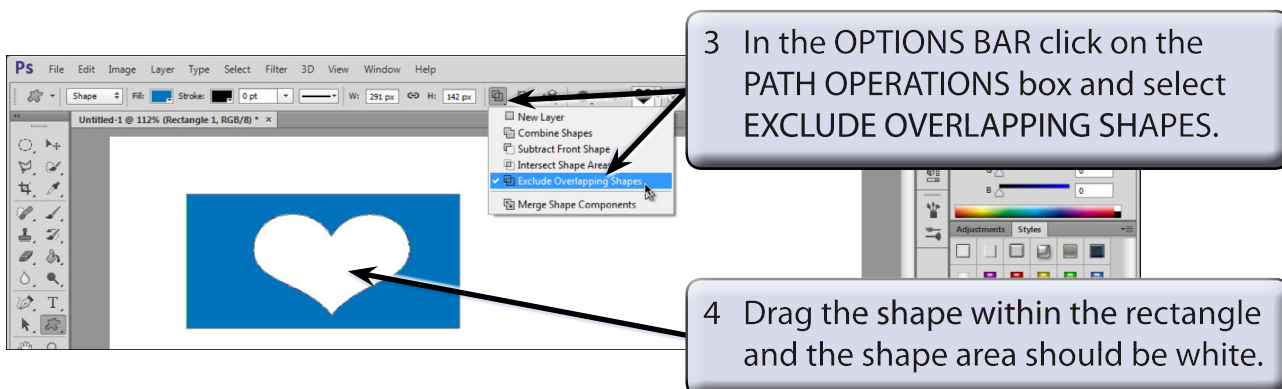 3 In the OPTIONS BAR click on the
PATH OPERATIONS box and select
EXCLUDE OVERLAPPING SHAPES.
Ps File Edit Image Layer Type Select Filter 3D View Window Help
Shape Fill: Stroke: 0 pt W: 291 px H: 142 px
Untitled-1 @ 112% (Rectangle 1, RGB/8) * ×
New Layer
Combine Shapes
Subtract Front Shape
Intersect Shape Areas
Exclude Overlapping Shapes
Merge Shape Components
G 0
B 0
Adjustments Styles
4 Drag the shape within the rectangle
and the shape area should be white.